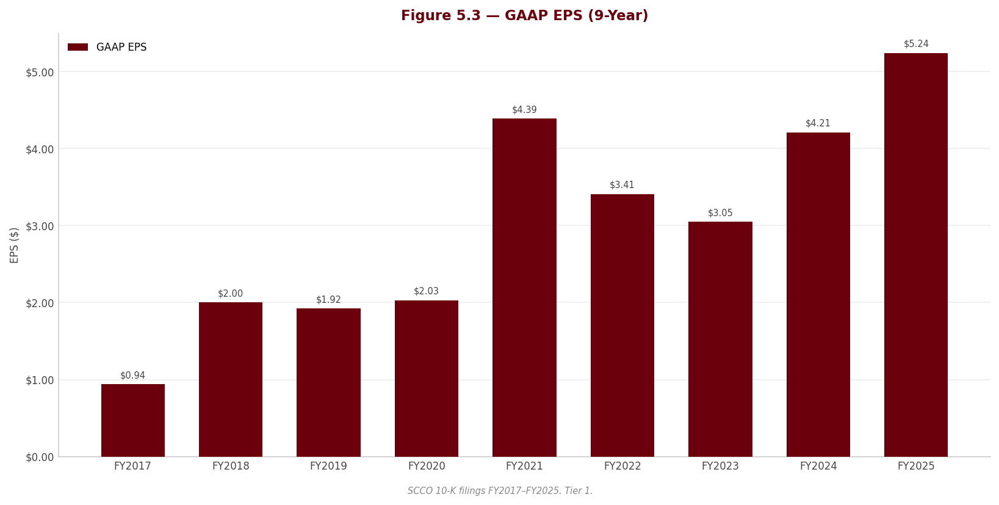 Figure 5.3 — GAAP EPS (9-Year)
GAAP EPS
EPS ($)
$5.00
$4.00
$3.00
$2.00
$1.00
$0.00
$0.94
$2.00
$1.92
$2.03
$4.39
$3.41
$3.05
$4.21
$5.24
FY2017
FY2018
FY2019
FY2020
FY2021
FY2022
FY2023
FY2024
FY2025
SCCO 10-K filings FY2017–FY2025. Tier 1.